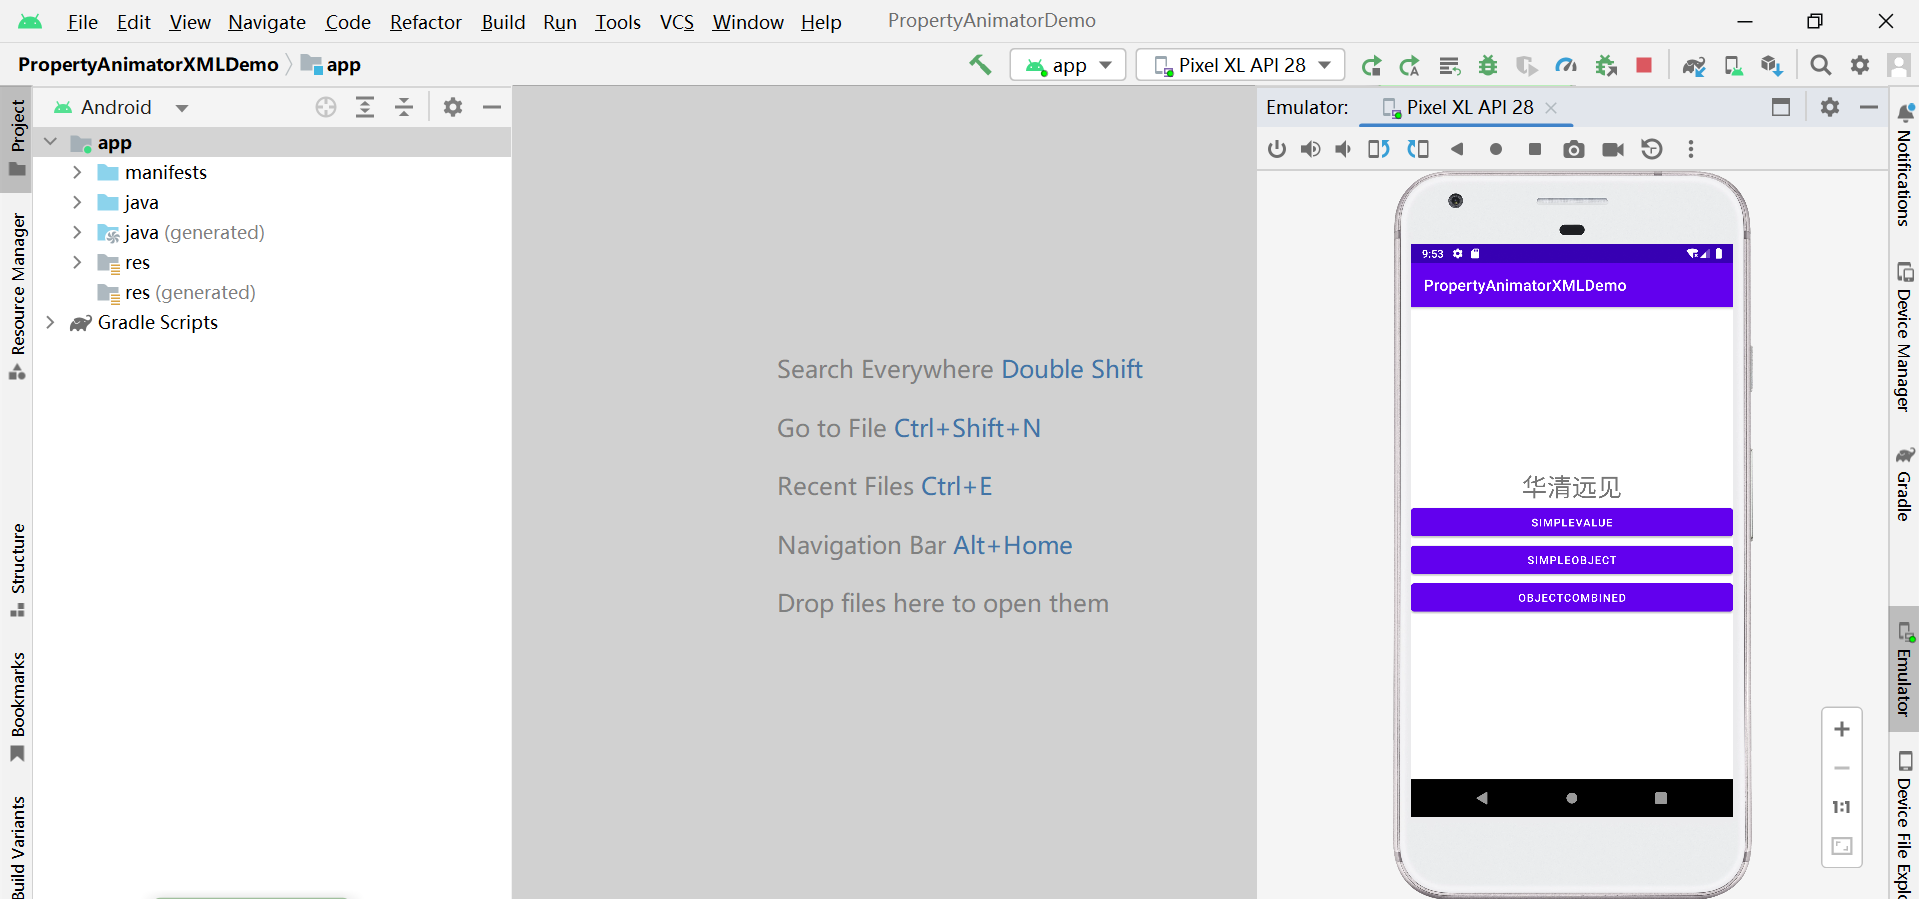 File Edit View Navigate Code Refactor Build Run Tools VCS Window Help PropertyAnimatorDemo
PropertyAnimatorXMLDemo app
app Pixel XL API 28
Project
Resource Manager
Structure
Bookmarks
Build Variants
Android
app
manifests
java
java (generated)
res
res (generated)
Gradle Scripts
Search Everywhere Double Shift
Go to File Ctrl+Shift+N
Recent Files Ctrl+E
Navigation Bar Alt+Home
Drop files here to open them
Emulator: Pixel XL API 28
9:53
PropertyAnimatorXMLDemo
华清远见
SIMPLEVALUE
SIMPLEOBJECT
OBJECTCOMBINED
1:1
Notifications
Device Manager
Gradle
Emulator
Device File Explo